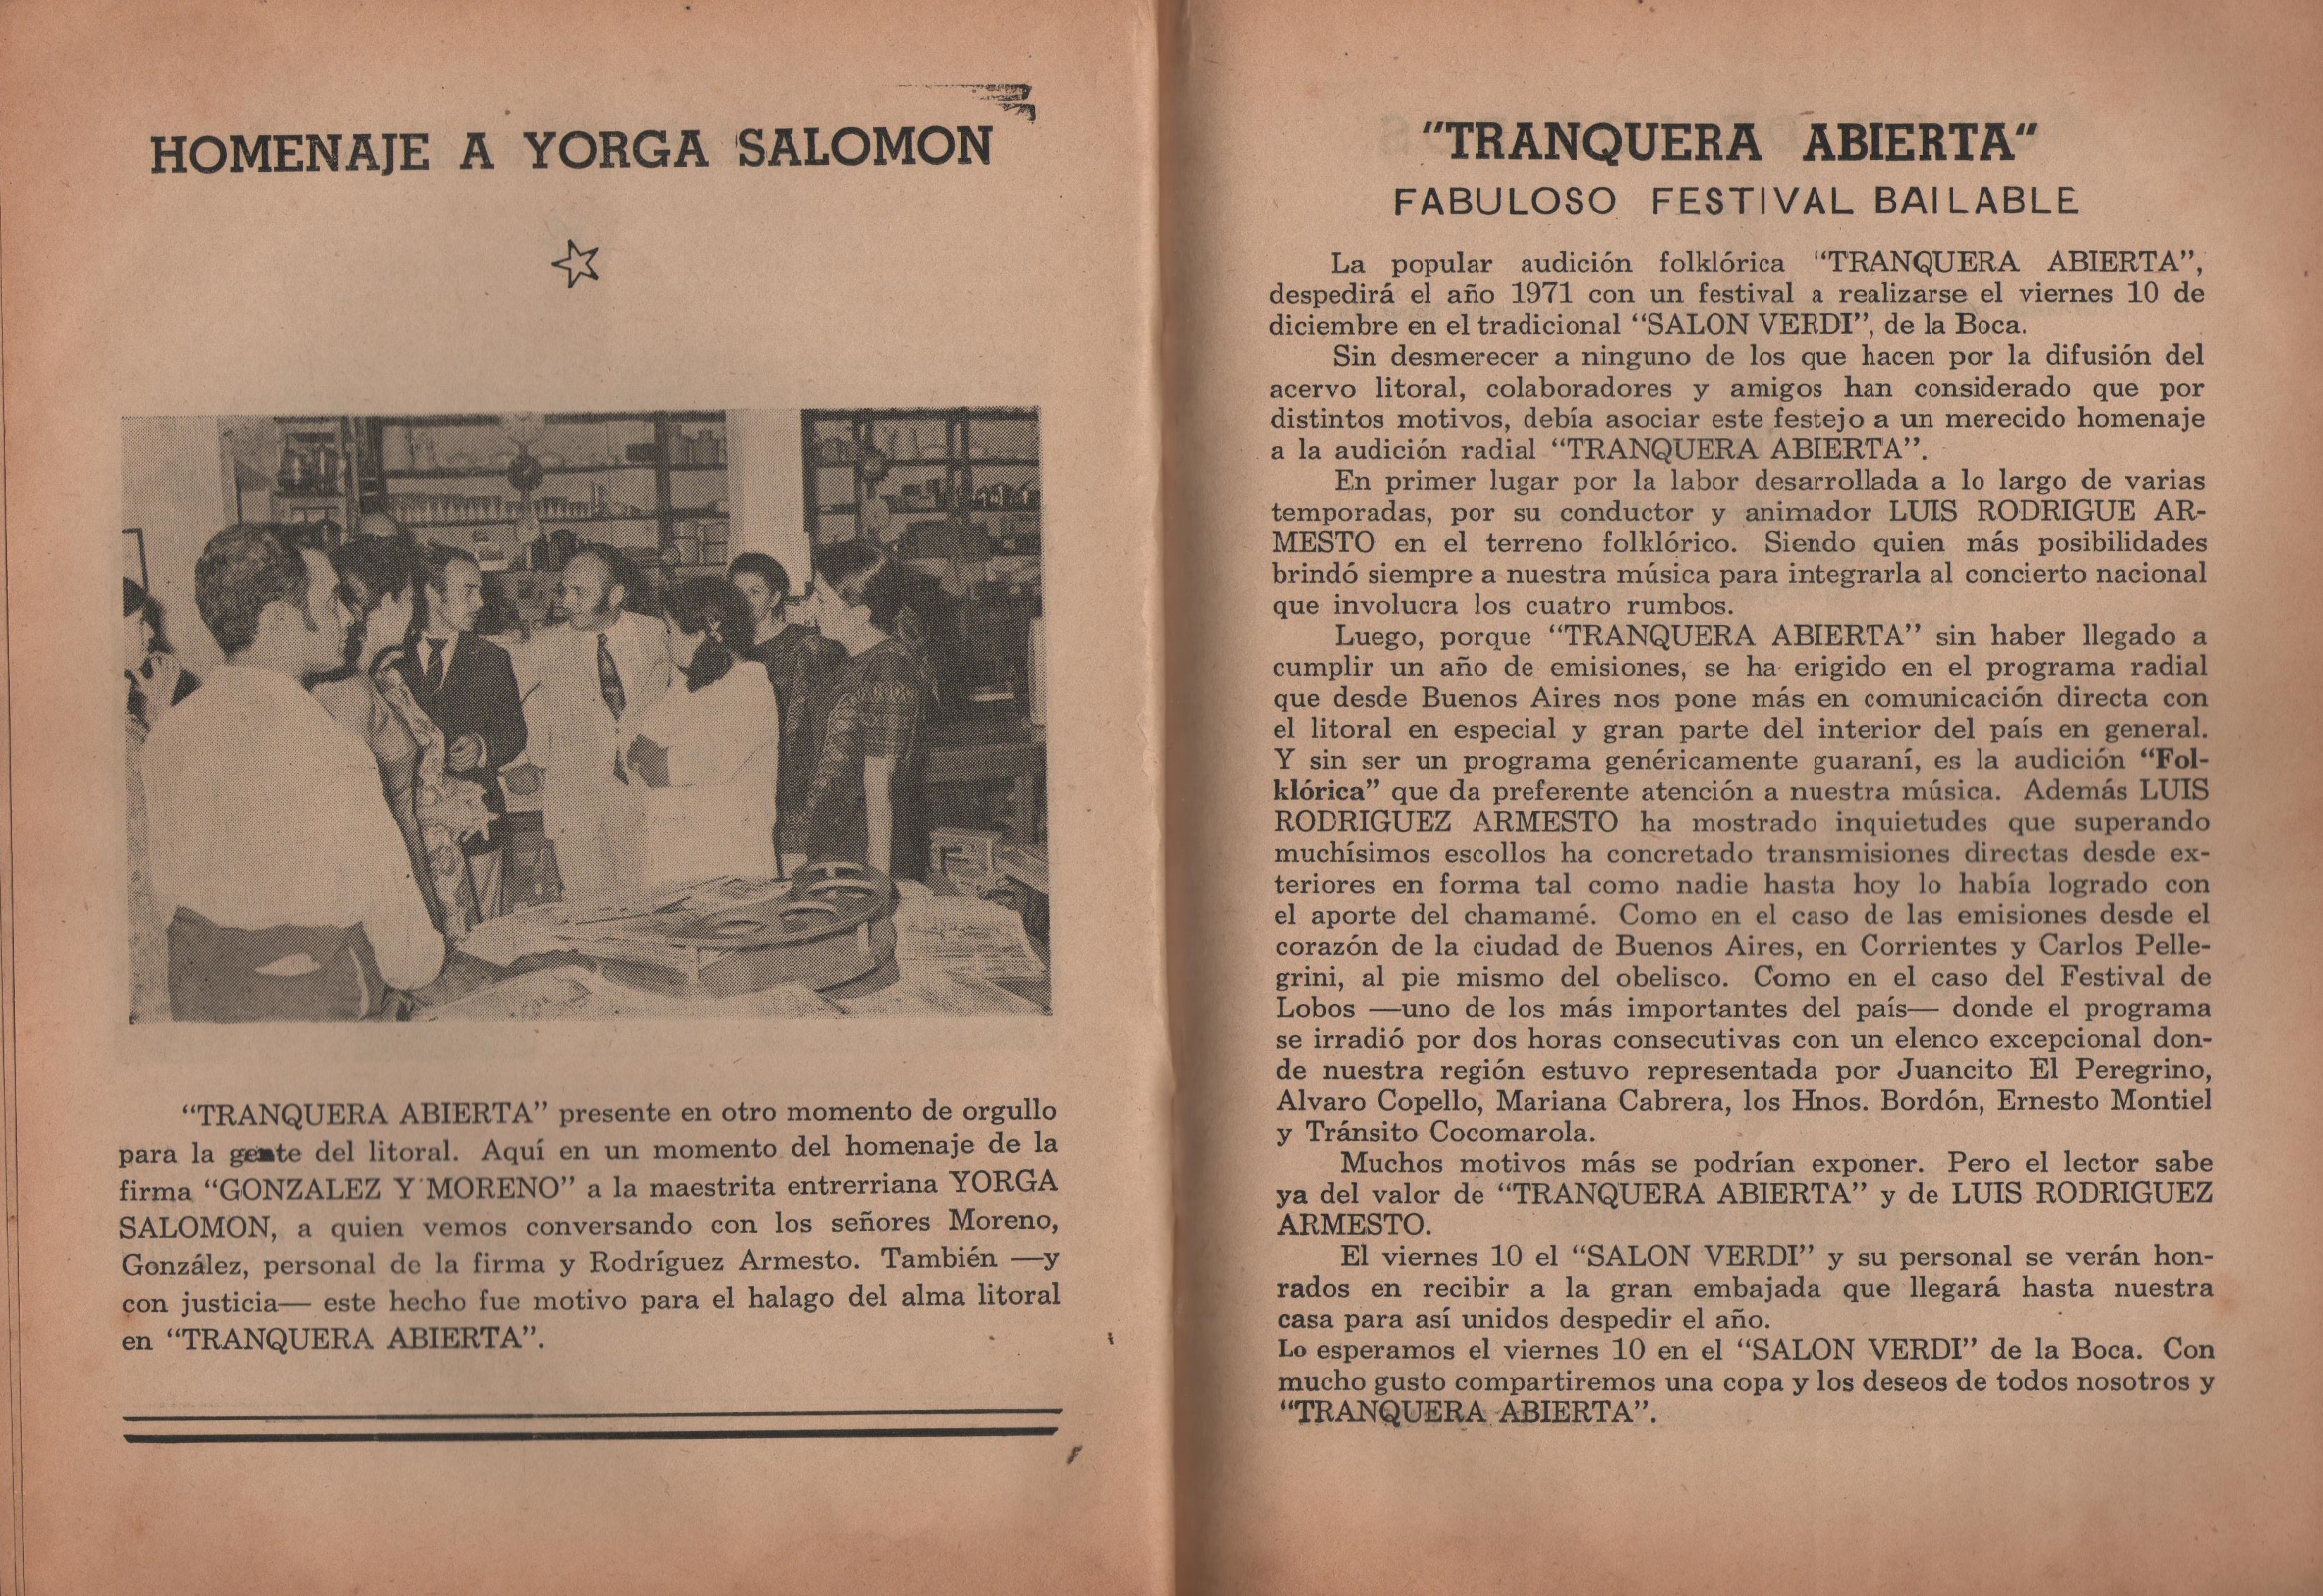 HOMENAJE A YORGA SALOMON
“TRANQUERA ABIERTA” presente en otro momento de orgullo
para la gente del litoral. Aquí en un momento del homenaje de la
firma “GONZALEZ Y MORENO” a la maestrita entrerriana YORGA
SALOMON, a quien vemos conversando con los señores Moreno,
González, personal de la firma y Rodríguez Armesto. También —y
con justicia— este hecho fue motivo para el halago del alma litoral
en “TRANQUERA ABIERTA”.
“TRANQUERA ABIERTA“
FABULOSO FESTIVAL BAILABLE
La popular audición folklórica “TRANQUERA ABIERTA”,
despedirá el año 1971 con un festival a realizarse el viernes 10 de
diciembre en el tradicional “SALON VERDI”, de la Boca.
Sin desmerecer a ninguno de los que hacen por la difusión del
acervo litoral, colaboradores y amigos han considerado que por
distintos motivos, debía asociar este festejo a un merecido homenaje
a la audición radial “TRANQUERA ABIERTA”.
En primer lugar por la labor desarrollada a lo largo de varias
temporadas, por su conductor y animador LUIS RODRIGUE AR-
MESTO en el terreno folklórico. Siendo quien más posibilidades
brindó siempre a nuestra música para integrarla al concierto nacional
que involucra los cuatro rumbos.
Luego, porque “TRANQUERA ABIERTA” sin haber llegado a
cumplir un año de emisiones, se ha erigido en el programa radial
que desde Buenos Aires nos pone más en comunicación directa con
el litoral en especial y gran parte del interior del país en general.
Y sin ser un programa genéricamente guaraní, es la audición “Fol-
klórica” que da preferente atención a nuestra música. Además LUIS
RODRIGUEZ ARMESTO ha mostrado inquietudes que superando
muchísimos escollos ha concretado transmisiones directas desde ex-
teriores en forma tal como nadie hasta hoy lo había logrado con
el aporte del chamamé. Como en el caso de las emisiones desde el
corazón de la ciudad de Buenos Aires, en Corrientes y Carlos Pelle-
grini, al pie mismo del obelisco. Como en el caso del Festival de
Lobos —uno de los más importantes del país— donde el programa
se irradió por dos horas consecutivas con un elenco excepcional don-
de nuestra región estuvo representada por Juancito El Peregrino,
Alvaro Copello, Mariana Cabrera, los Hnos. Bordón, Ernesto Montiel
y Tránsito Cocomarola.
Muchos motivos más se podrían exponer. Pero el lector sabe
ya del valor de “TRANQUERA ABIERTA” y de LUIS RODRIGUEZ
ARMESTO.
El viernes 10 el “SALON VERDI” y su personal se verán hon-
rados en recibir a la gran embajada que llegará hasta nuestra
casa para así unidos despedir el año.
Lo esperamos el viernes 10 en el “SALON VERDI” de la Boca. Con
mucho gusto compartiremos una copa y los deseos de todos nosotros y
“TRANQUERA ABIERTA”.